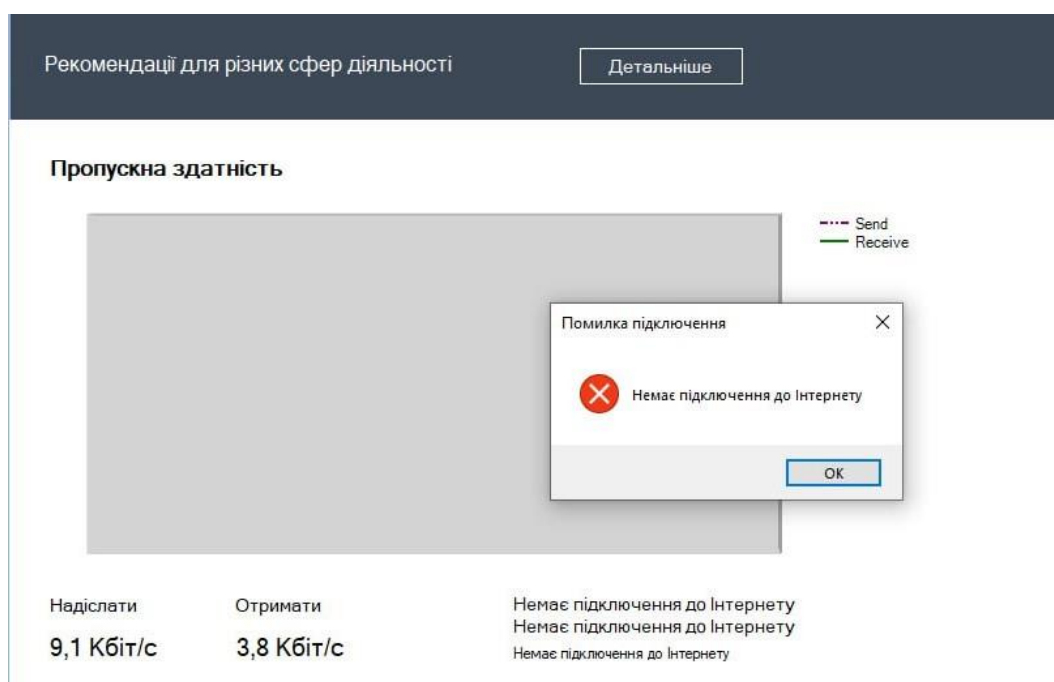 Рекомендації для різних сфер діяльності
Детальніше
Пропускна здатність
Send
Receive
Помилка підключення
Немає підключення до Інтернету
ОК
Надіслати
Отримати
9,1 Кбіт/с
3,8 Кбіт/с
Немає підключення до Інтернету
Немає підключення до Інтернету
Немає підключення до Інтернету